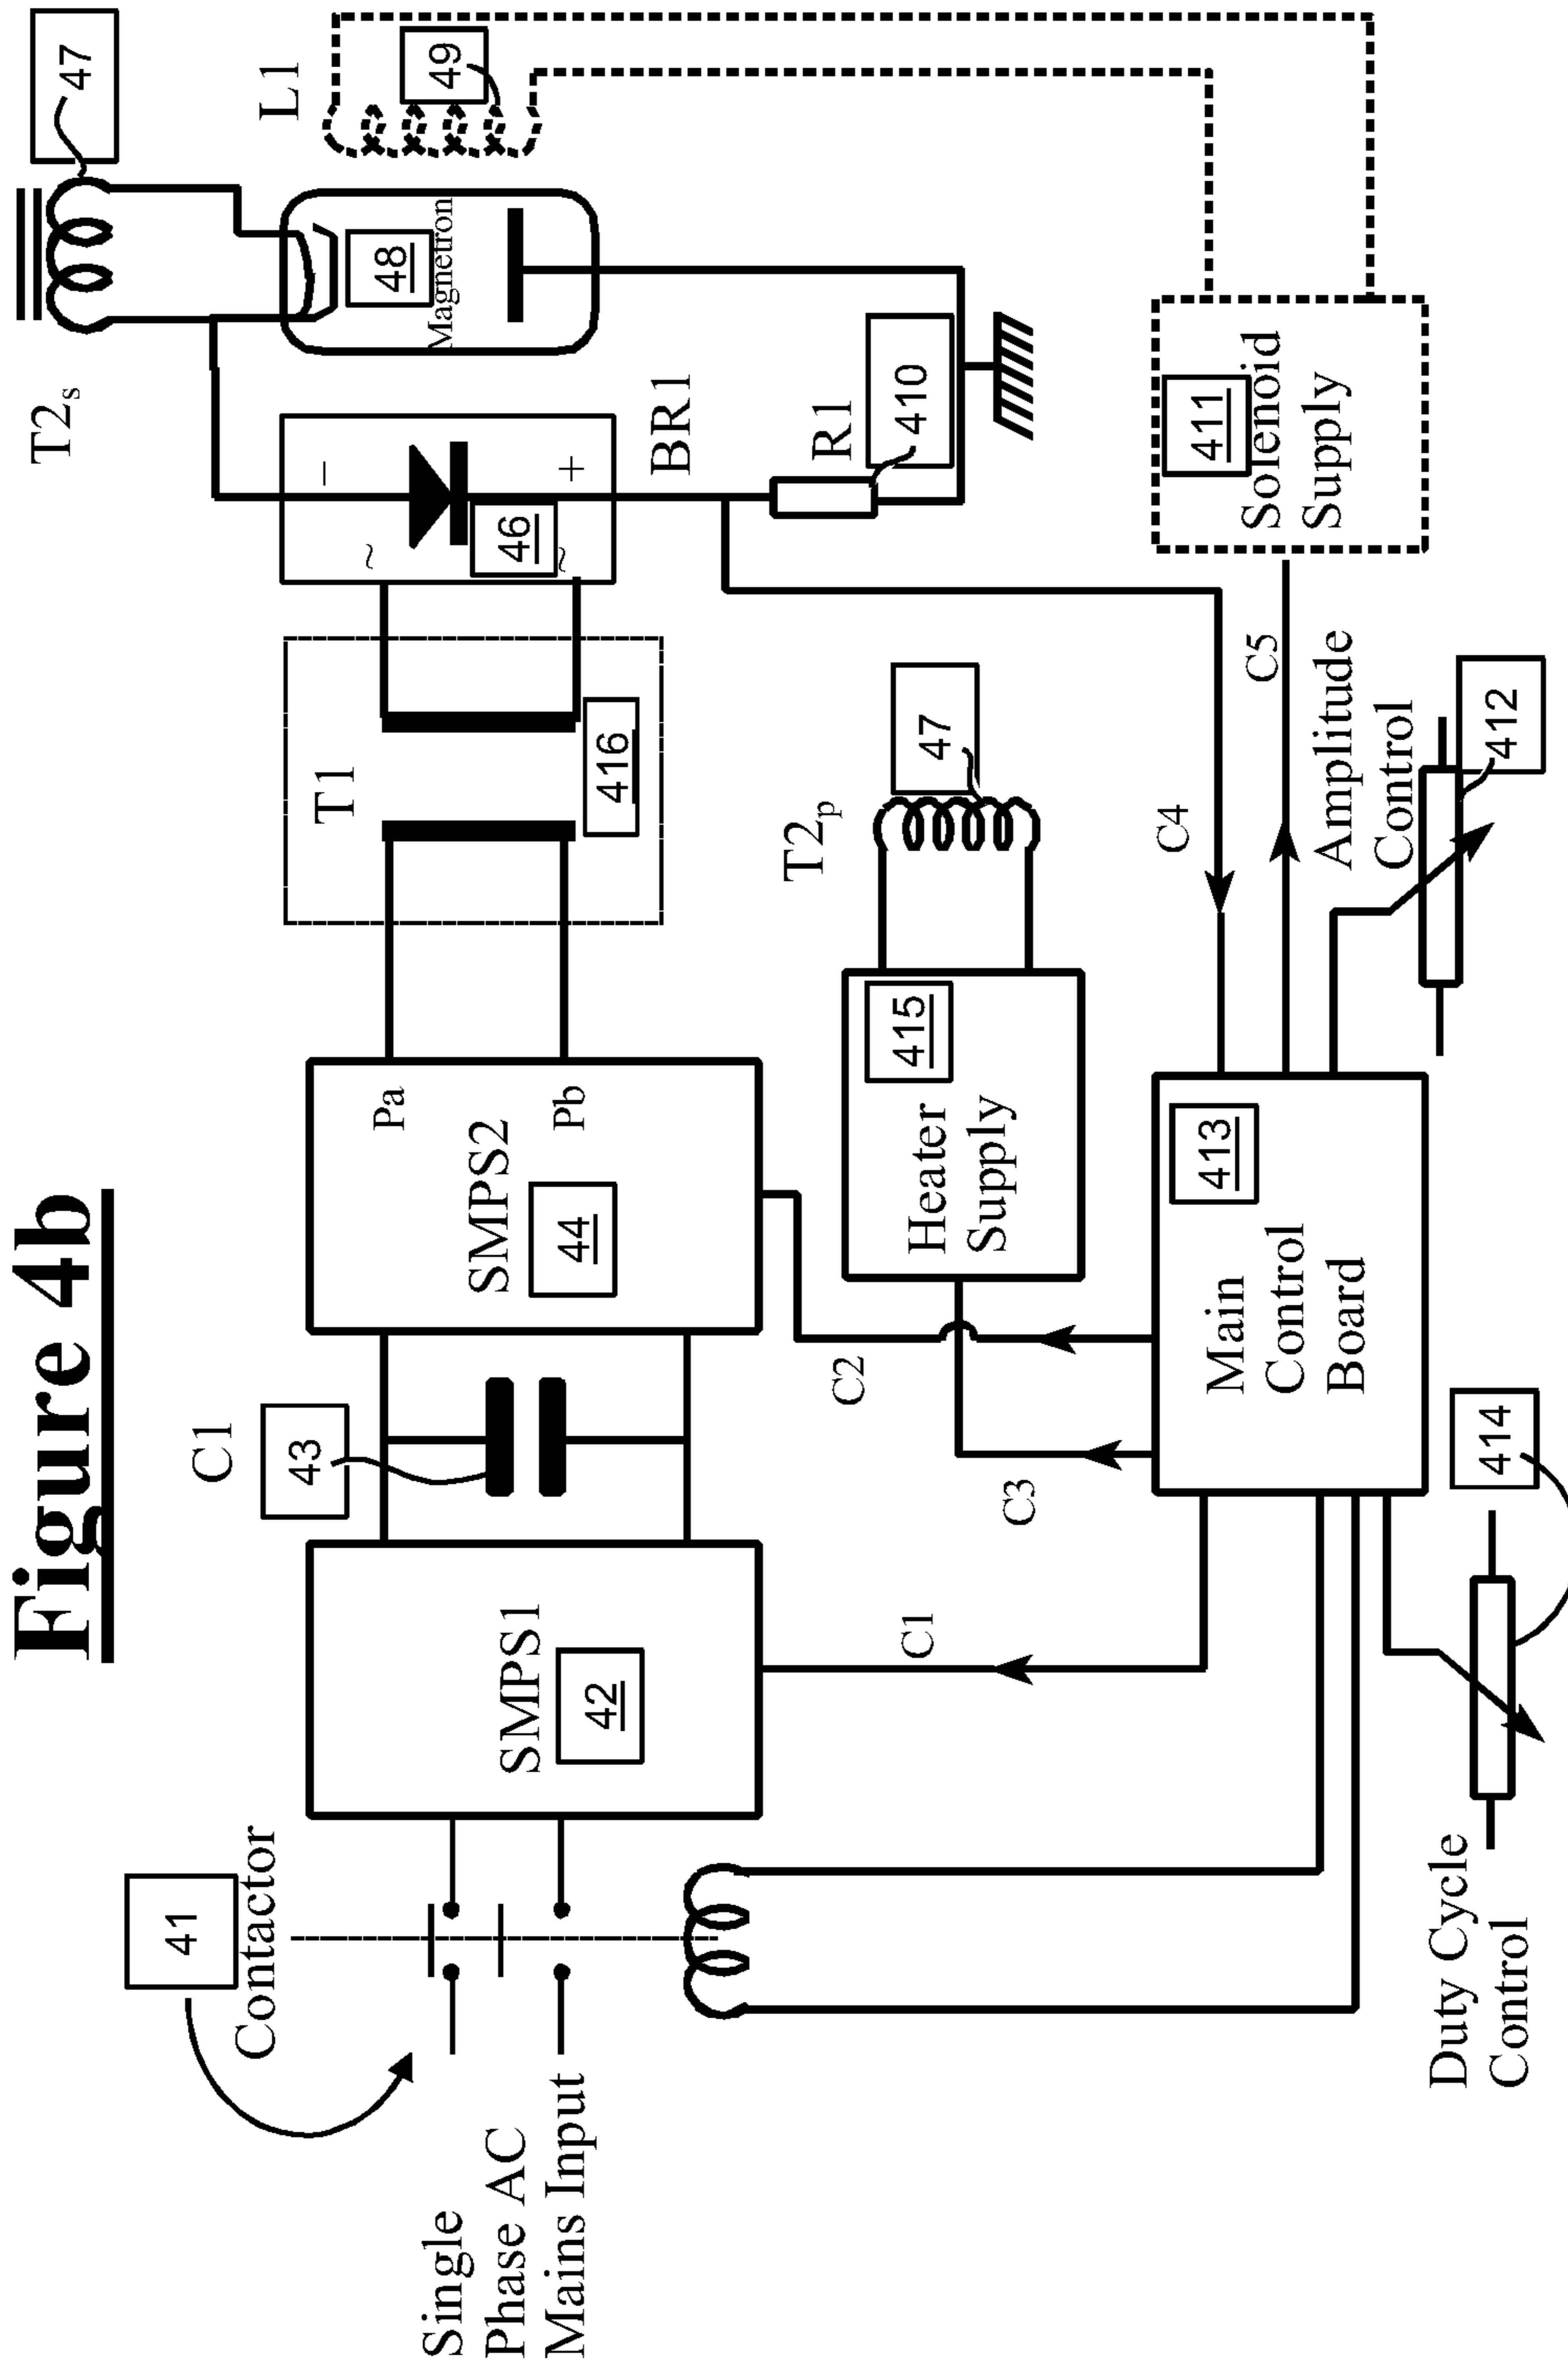 Figure 4b
41
Contactor
Single
Phase AC
Mains Input
SMPS1
42
C1
43
SMPS2
44
Pa
Pb
T1
416
~
~
−
+
46
BR1
T2s
47
48
Magnetron
L1
49
R1
410
C1
C2
C3
Heater
Supply
415
T2p
47
C4
C5
Solenoid
Supply
411
Main
Control
Board
413
Amplitude
Control
412
Duty Cycle
Control
414